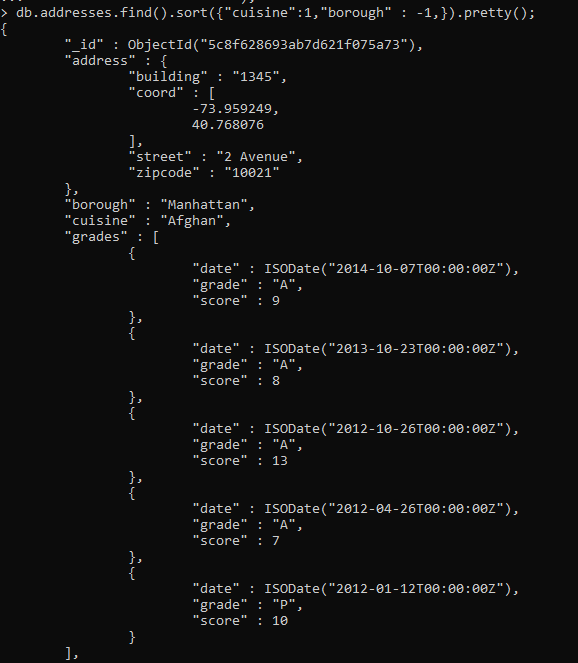 > db.addresses.find().sort({"cuisine":1,"borough" : -1,}).pretty();
{
"_id" : ObjectId("5c8f628693ab7d621f075a73"),
"address" : {
"building" : "1345",
"coord" : [
-73.959249,
40.768076
],
"street" : "2 Avenue",
"zipcode" : "10021"
},
"borough" : "Manhattan",
"cuisine" : "Afghan",
"grades" : [
{
"date" : ISODate("2014-10-07T00:00:00Z"),
"grade" : "A",
"score" : 9
},
{
"date" : ISODate("2013-10-23T00:00:00Z"),
"grade" : "A",
"score" : 8
},
{
"date" : ISODate("2012-10-26T00:00:00Z"),
"grade" : "A",
"score" : 13
},
{
"date" : ISODate("2012-04-26T00:00:00Z"),
"grade" : "A",
"score" : 7
},
{
"date" : ISODate("2012-01-12T00:00:00Z"),
"grade" : "P",
"score" : 10
}
],